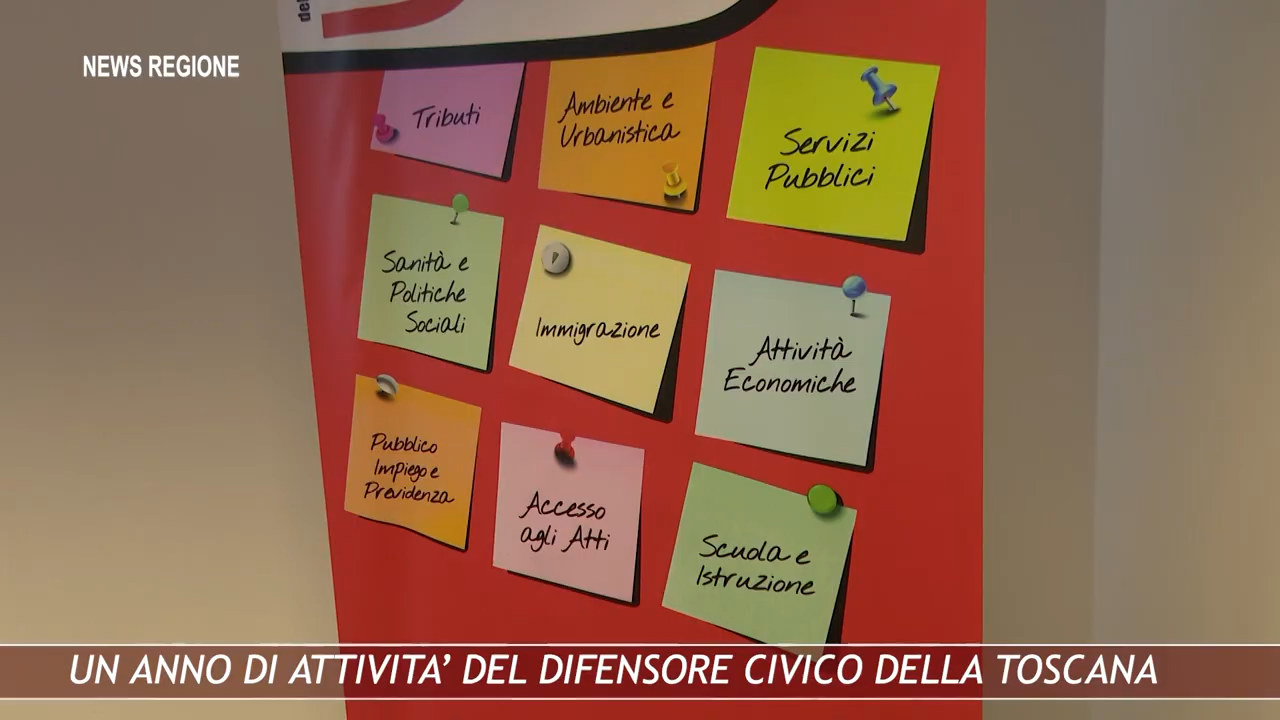 NEWS REGIONE
Tributi
Ambiente e
Urbanistica
Servizi
Pubblici
Sanità e
Politiche
Sociali
Immigrazione
Attività
Economiche
Pubblico
Impiego e
Previdenza
Accesso
agli Atti
Scuola e
Istruzione
UN ANNO DI ATTIVITA’ DEL DIFENSORE CIVICO DELLA TOSCANA